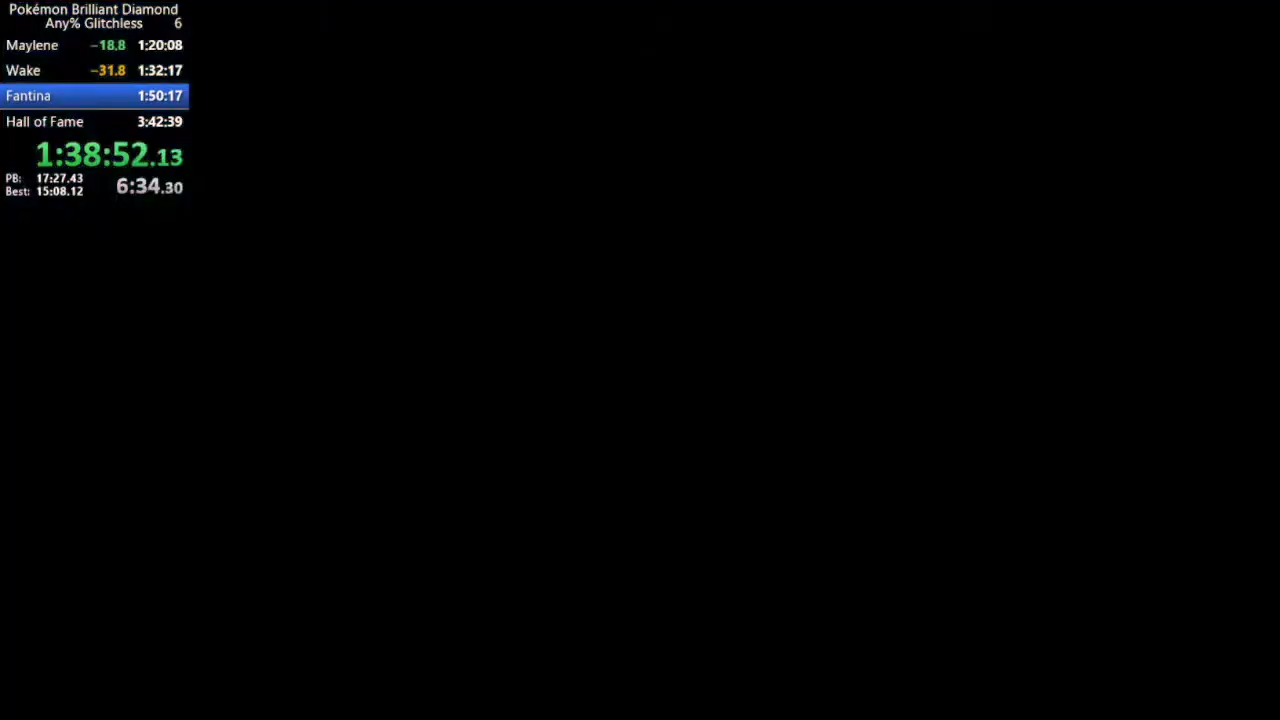 Pokémon Brilliant Diamond
Any% Glitchless 6
Maylene -18.8 1:20:08
Wake -31.8 1:32:17
Fantina 1:50:17
Hall of Fame 3:42:39
1:38:52.13
PB: 17:27.43
Best: 15:08.12
6:34.30